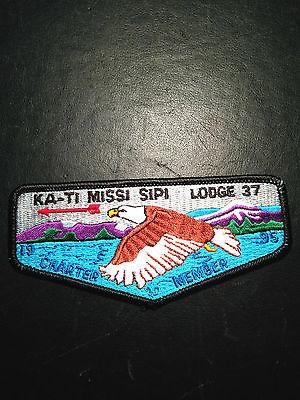 KA-TI MISSI SIPI LODGE 37
19 95
CHARTER MEMBER